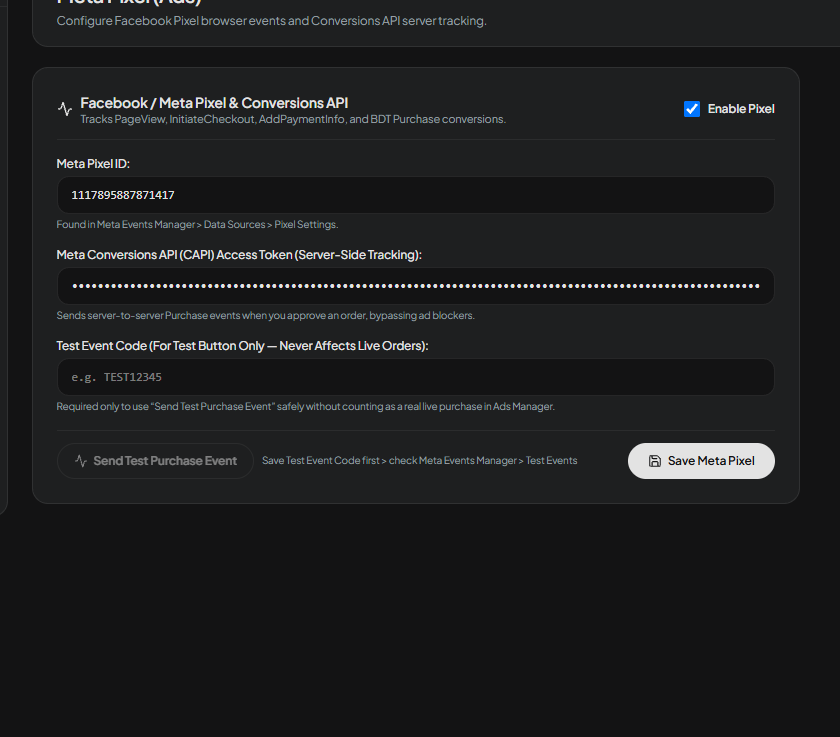 Meta Pixel (Ads)
Configure Facebook Pixel browser events and Conversions API server tracking.
Facebook / Meta Pixel & Conversions API
Tracks PageView, InitiateCheckout, AddPaymentInfo, and BDT Purchase conversions.
Enable Pixel
Meta Pixel ID:
1117895887871417
Found in Meta Events Manager > Data Sources > Pixel Settings.
Meta Conversions API (CAPI) Access Token (Server-Side Tracking):
Sends server-to-server Purchase events when you approve an order, bypassing ad blockers.
Test Event Code (For Test Button Only — Never Affects Live Orders):
e.g. TEST12345
Required only to use "Send Test Purchase Event" safely without counting as a real live purchase in Ads Manager.
Send Test Purchase Event
Save Test Event Code first > check Meta Events Manager > Test Events
Save Meta Pixel